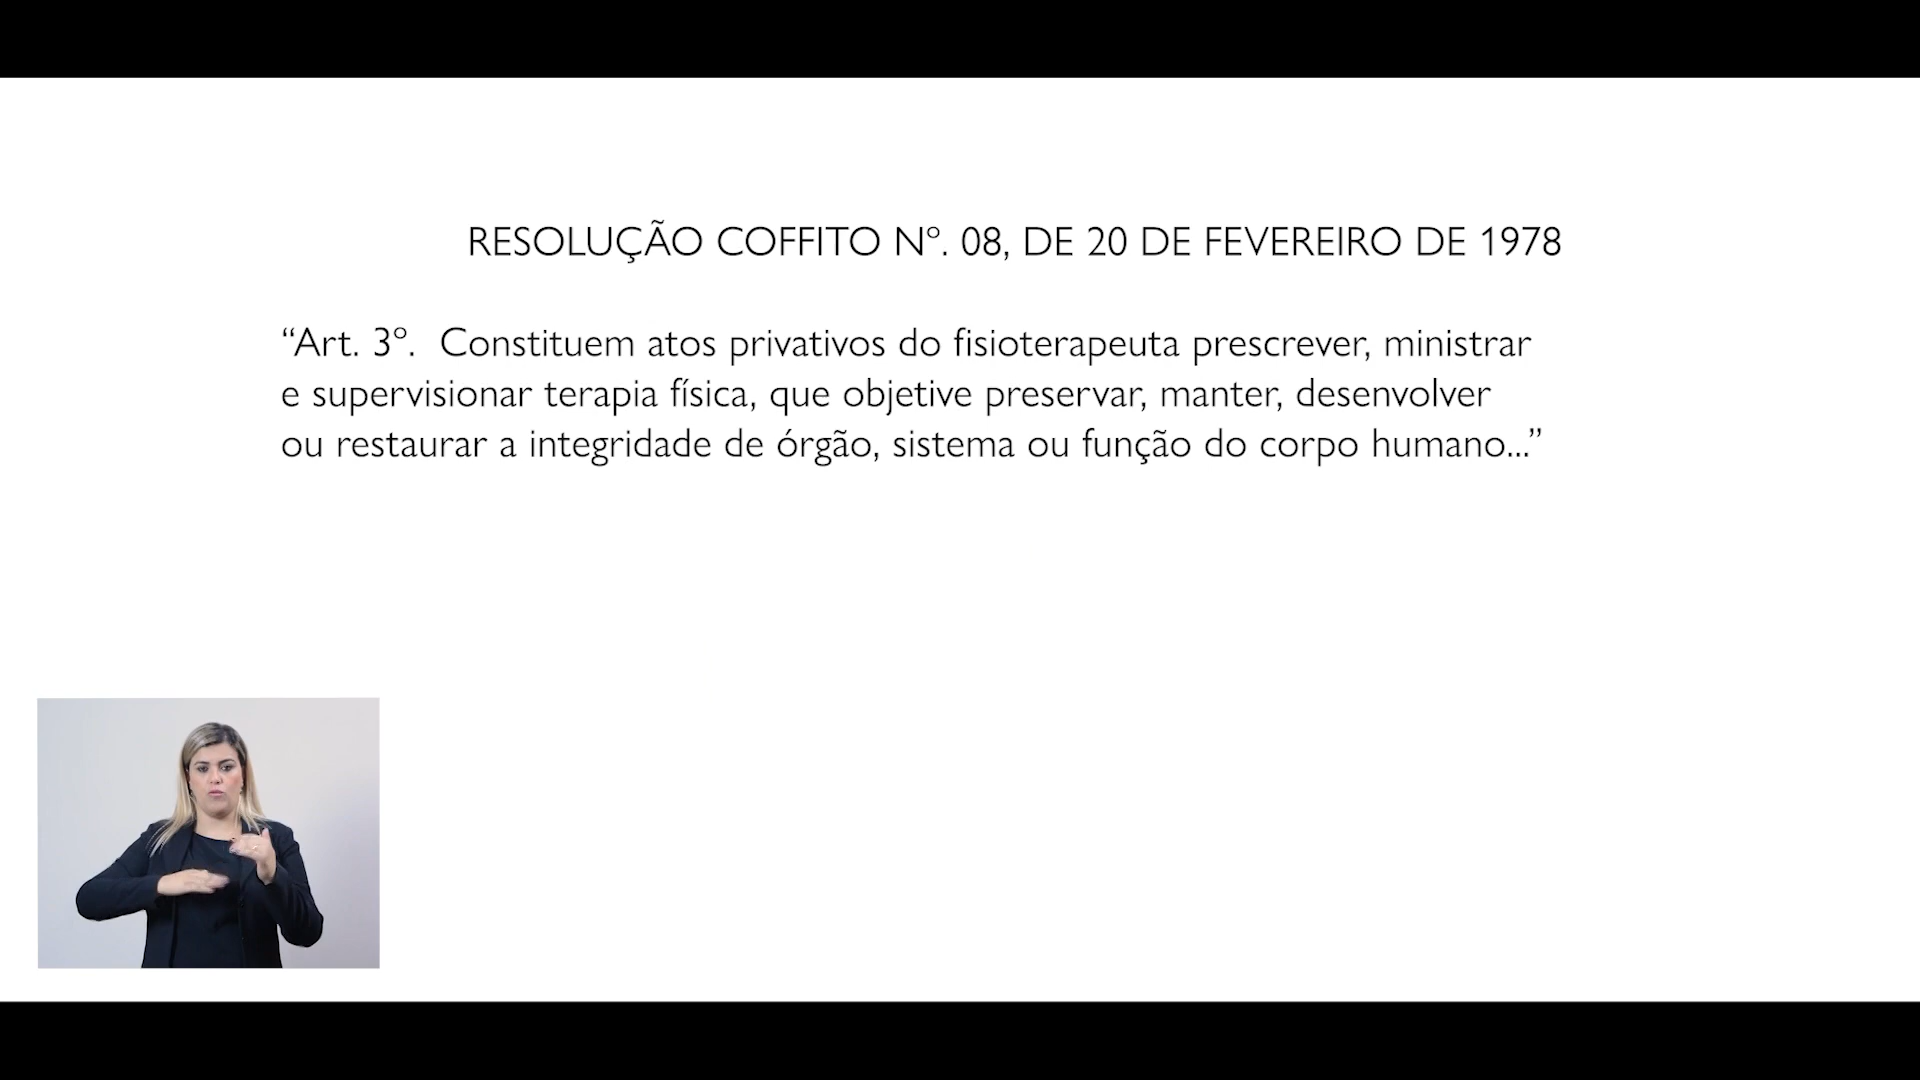 RESOLUÇÃO COFFITO Nº. 08, DE 20 DE FEVEREIRO DE 1978
“Art. 3º.  Constituem atos privativos do fisioterapeuta prescrever, ministrar
e supervisionar terapia física, que objetive preservar, manter, desenvolver
ou restaurar a integridade de órgão, sistema ou função do corpo humano...”